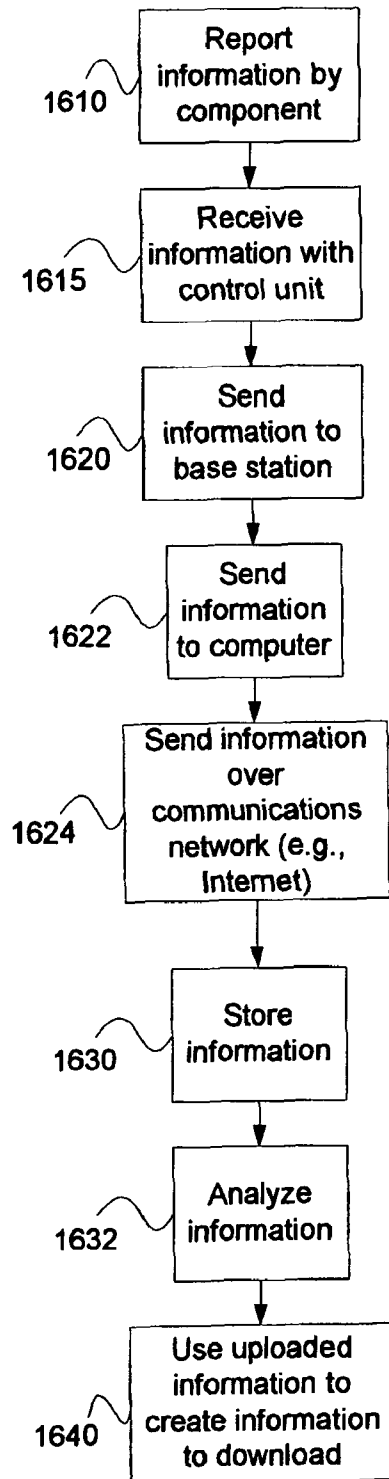 Report
information by
component
1610
Receive
information with
control unit
1615
Send
information to
base station
1620
Send
information
to computer
1622
Send information
over
communications
network (e.g.,
Internet)
1624
Store
information
1630
Analyze
information
1632
Use uploaded
information to
create information
to download
1640